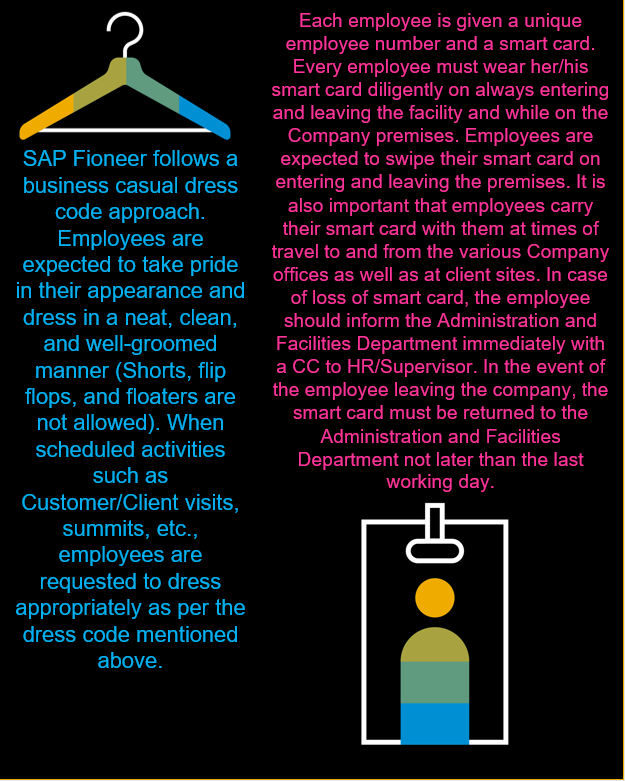 SAP Fioneer follows a
business casual dress
code approach.
Employees are
expected to take pride
in their appearance and
dress in a neat, clean,
and well-groomed
manner (Shorts, flip
flops, and floaters are
not allowed). When
scheduled activities
such as
Customer/Client visits,
summits, etc.,
employees are
requested to dress
appropriately as per the
dress code mentioned
above.
Each employee is given a unique
employee number and a smart card.
Every employee must wear her/his
smart card diligently on always entering
and leaving the facility and while on the
Company premises. Employees are
expected to swipe their smart card on
entering and leaving the premises. It is
also important that employees carry
their smart card with them at times of
travel to and from the various Company
offices as well as at client sites. In case
of loss of smart card, the employee
should inform the Administration and
Facilities Department immediately with
a CC to HR/Supervisor. In the event of
the employee leaving the company, the
smart card must be returned to the
Administration and Facilities
Department not later than the last
working day.